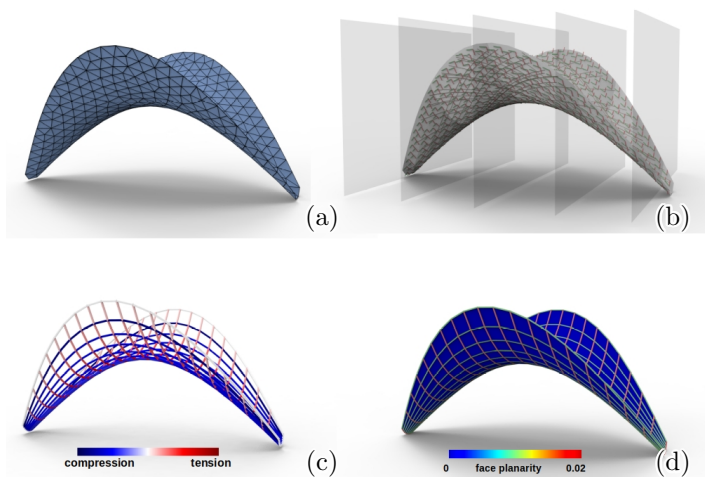 (a)
(b)
compression tension
(c)
0 face planarity 0.02
(d)